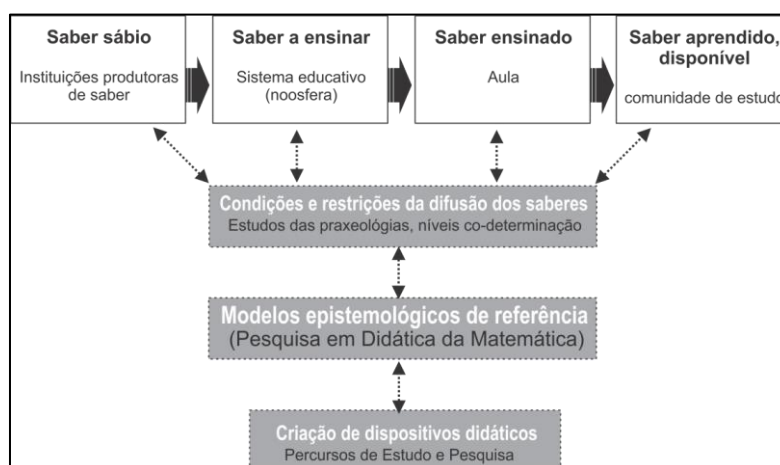 Saber sábio
Instituições produtoras
de saber
Saber a ensinar
Sistema educativo
(noosfera)
Saber ensinado
Aula
Saber aprendido,
disponível
comunidade de estudo
Condições e restrições da difusão dos saberes
Estudos das praxeológias, níveis co-determinação
Modelos epistemológicos de referência
(Pesquisa em Didática da Matemática)
Criação de dispositivos didáticos
Percursos de Estudo e Pesquisa